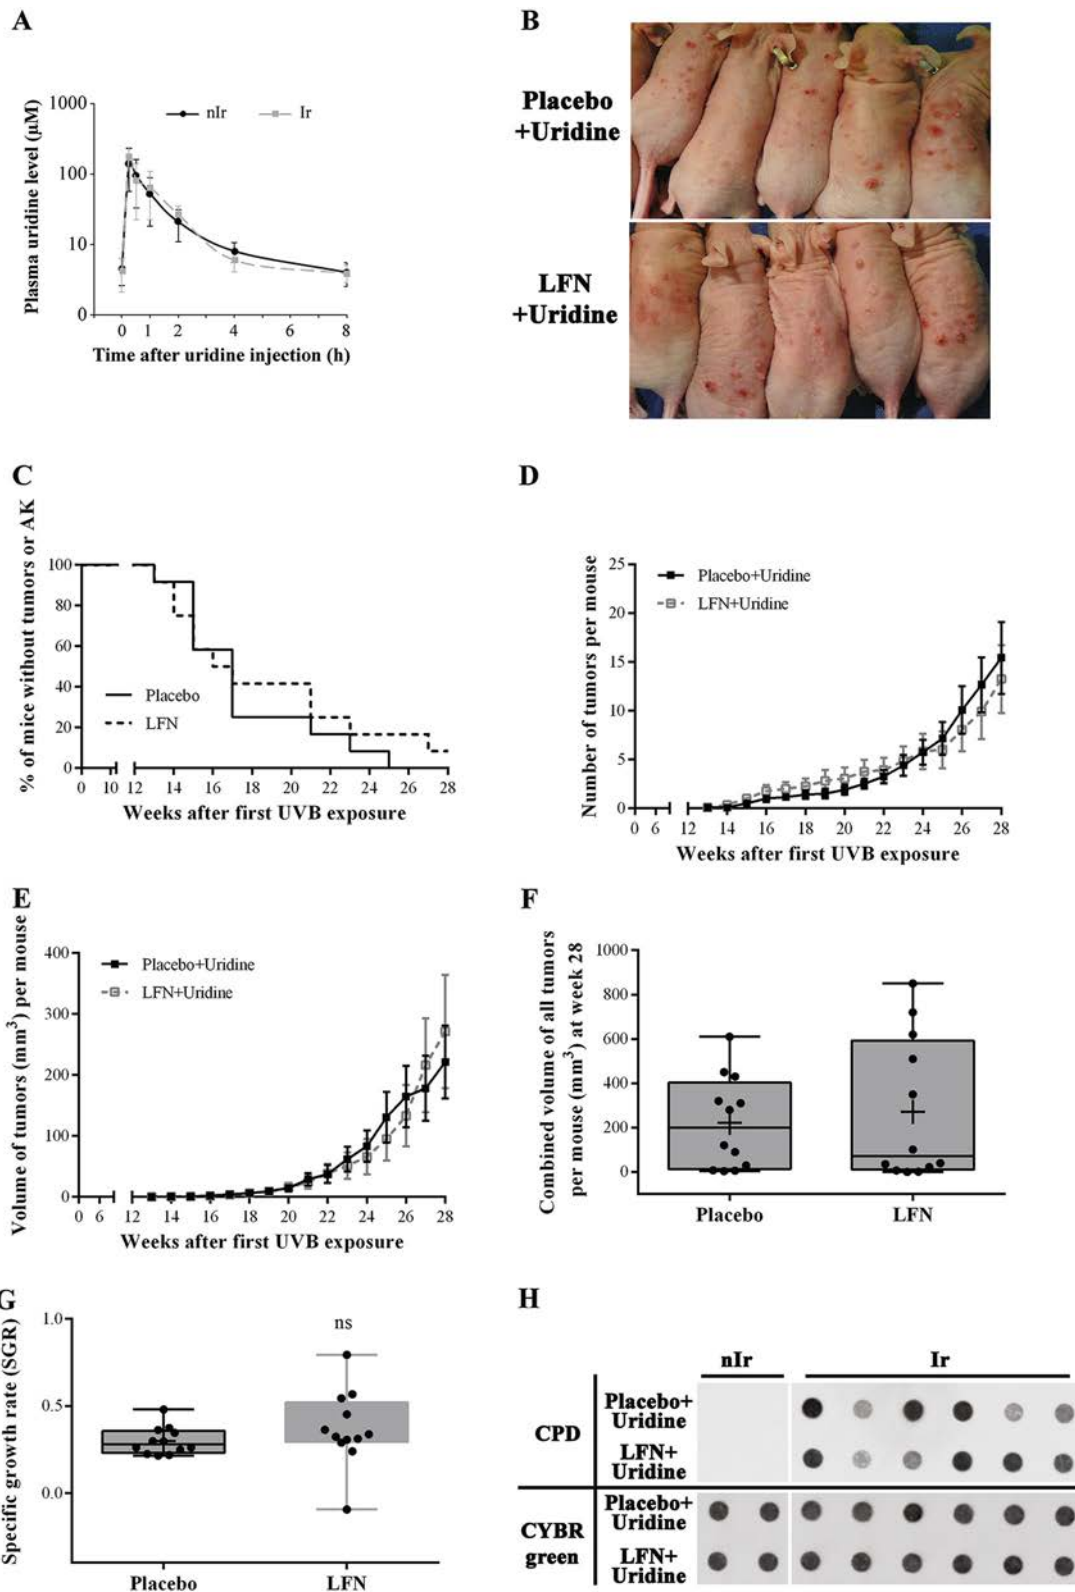 A
1000
100
10
0
Plasma uridine level (μM)
nIr
Ir
0 1 2 4 6 8
Time after uridine injection (h)
B
Placebo
+Uridine
LFN
+Uridine
C
% of mice without tumors or AK
100
80
60
40
20
0
Placebo
LFN
0 10 12 14 16 18 20 22 24 26 28
Weeks after first UVB exposure
D
Number of tumors per mouse
25
20
15
10
5
0
Placebo+Uridine
LFN+Uridine
0 6 12 14 16 18 20 22 24 26 28
Weeks after first UVB exposure
E
Volume of tumors (mm³) per mouse
400
300
200
100
0
Placebo+Uridine
LFN+Uridine
0 6 12 14 16 18 20 22 24 26 28
Weeks after first UVB exposure
F
Combined volume of all tumors
per mouse (mm³) at week 28
1000
800
600
400
200
0
Placebo LFN
G
Specific growth rate (SGR)
1.0
0.5
0.0
ns
Placebo LFN
H
nIr Ir
CPD
Placebo+
Uridine
LFN+
Uridine
CYBR
green
Placebo+
Uridine
LFN+
Uridine